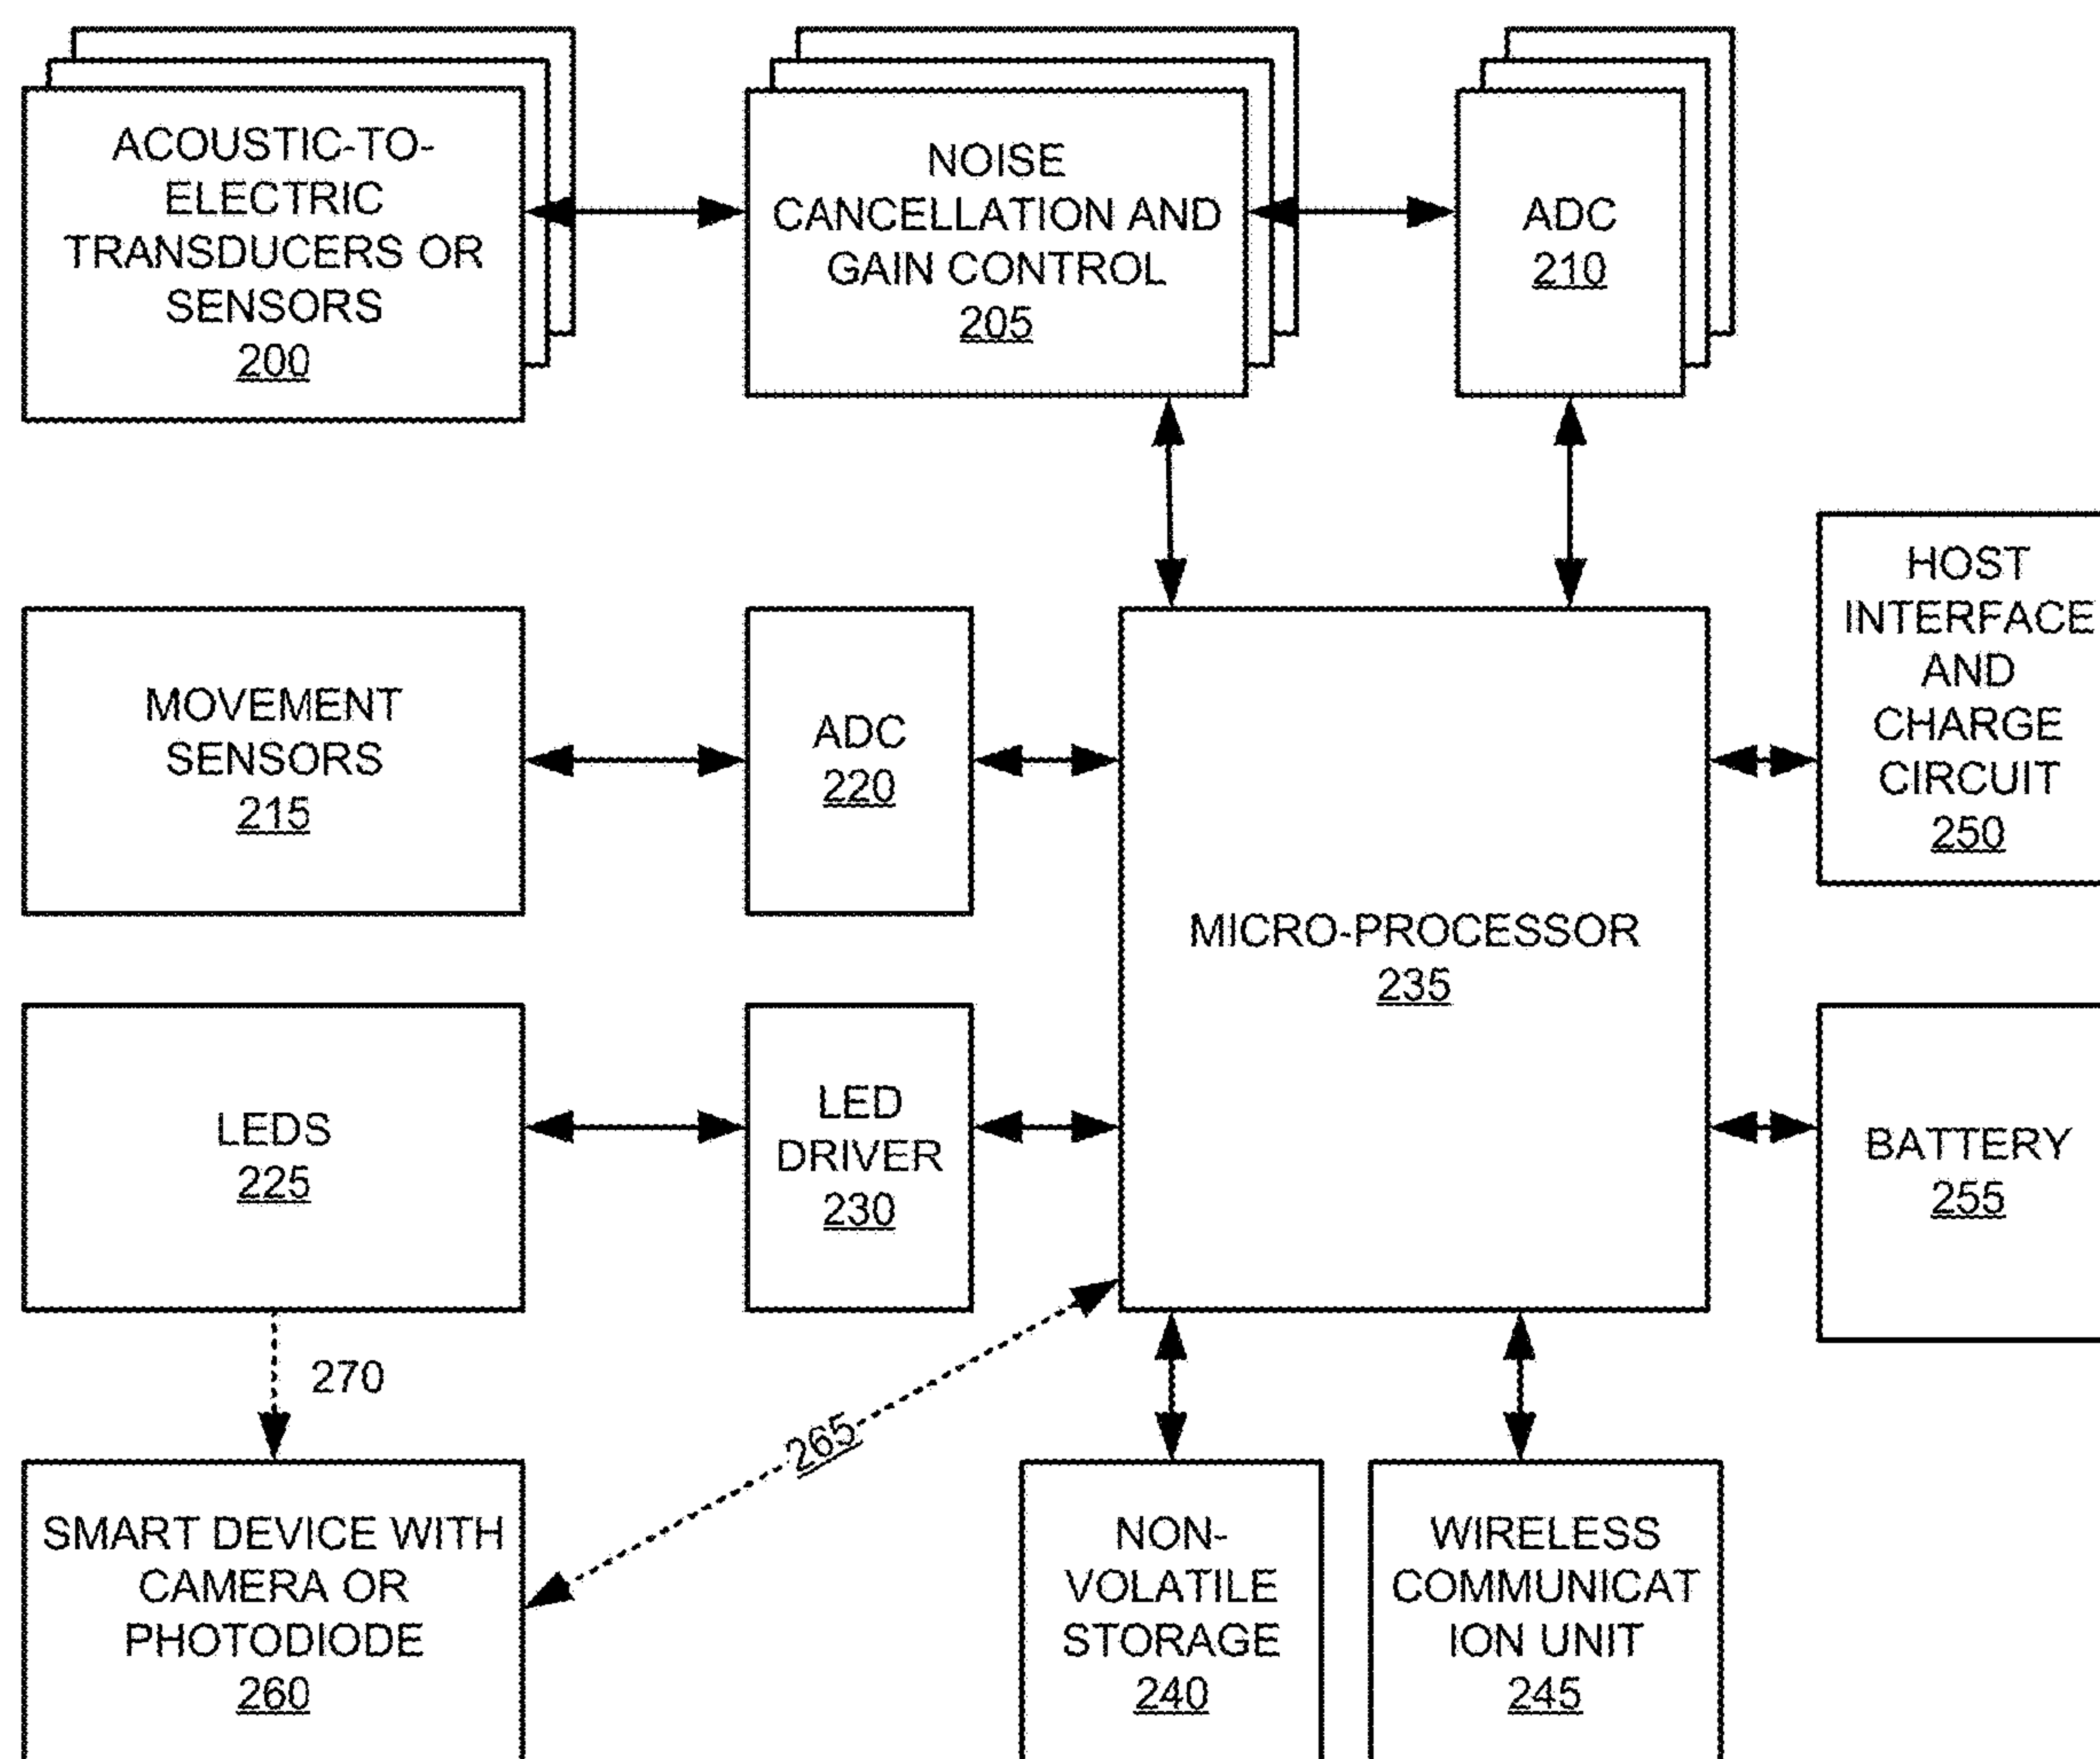 ACOUSTIC-TO-
ELECTRIC
TRANSDUCERS OR
SENSORS
200
NOISE
CANCELLATION AND
GAIN CONTROL
205
ADC
210
MOVEMENT
SENSORS
215
ADC
220
MICRO-PROCESSOR
235
HOST
INTERFACE
AND
CHARGE
CIRCUIT
250
LEDS
225
LED
DRIVER
230
BATTERY
255
270
265
SMART DEVICE WITH
CAMERA OR
PHOTODIODE
260
NON-
VOLATILE
STORAGE
240
WIRELESS
COMMUNICAT
ION UNIT
245